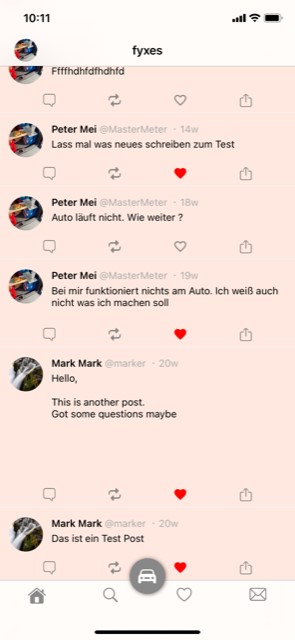 10:11
fyxes
Ffffhdhfdfhdhfd
Peter Mei @MasterMeter · 14w
Lass mal was neues schreiben zum Test
Peter Mei @MasterMeter · 18w
Auto läuft nicht. Wie weiter ?
Peter Mei @MasterMeter · 19w
Bei mir funktioniert nichts am Auto. Ich weiß auch
nicht was ich machen soll
Mark Mark @marker · 20w
Hello,
This is another post.
Got some questions maybe
Mark Mark @marker · 20w
Das ist ein Test Post